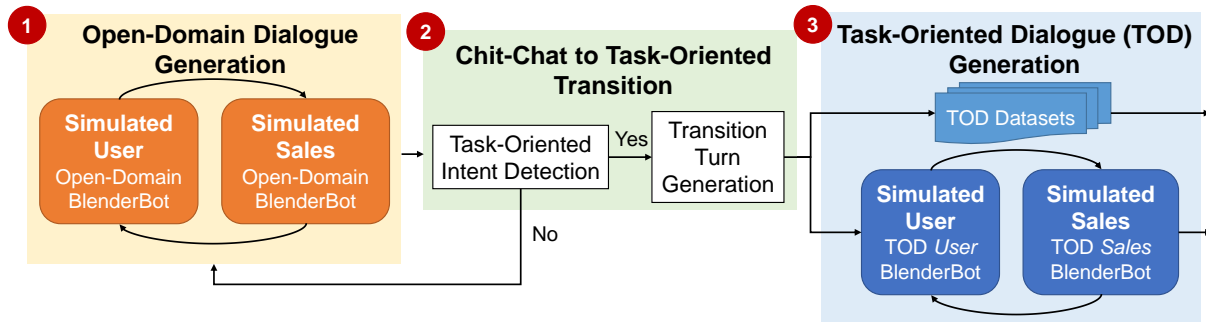 1
Open-Domain Dialogue
Generation
Simulated
User
Open-Domain
BlenderBot
Simulated
Sales
Open-Domain
BlenderBot
2
Chit-Chat to Task-Oriented
Transition
Task-Oriented
Intent Detection
Yes
Transition
Turn
Generation
No
3
Task-Oriented Dialogue (TOD)
Generation
TOD Datasets
Simulated
User
TOD User
BlenderBot
Simulated
Sales
TOD Sales
BlenderBot